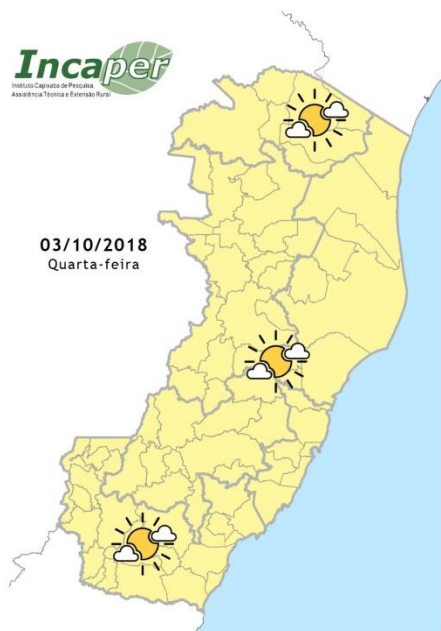 Incaper
Instituto Capixaba de Pesquisa,
Assistência Técnica e Extensão Rural
03/10/2018
Quarta-feira